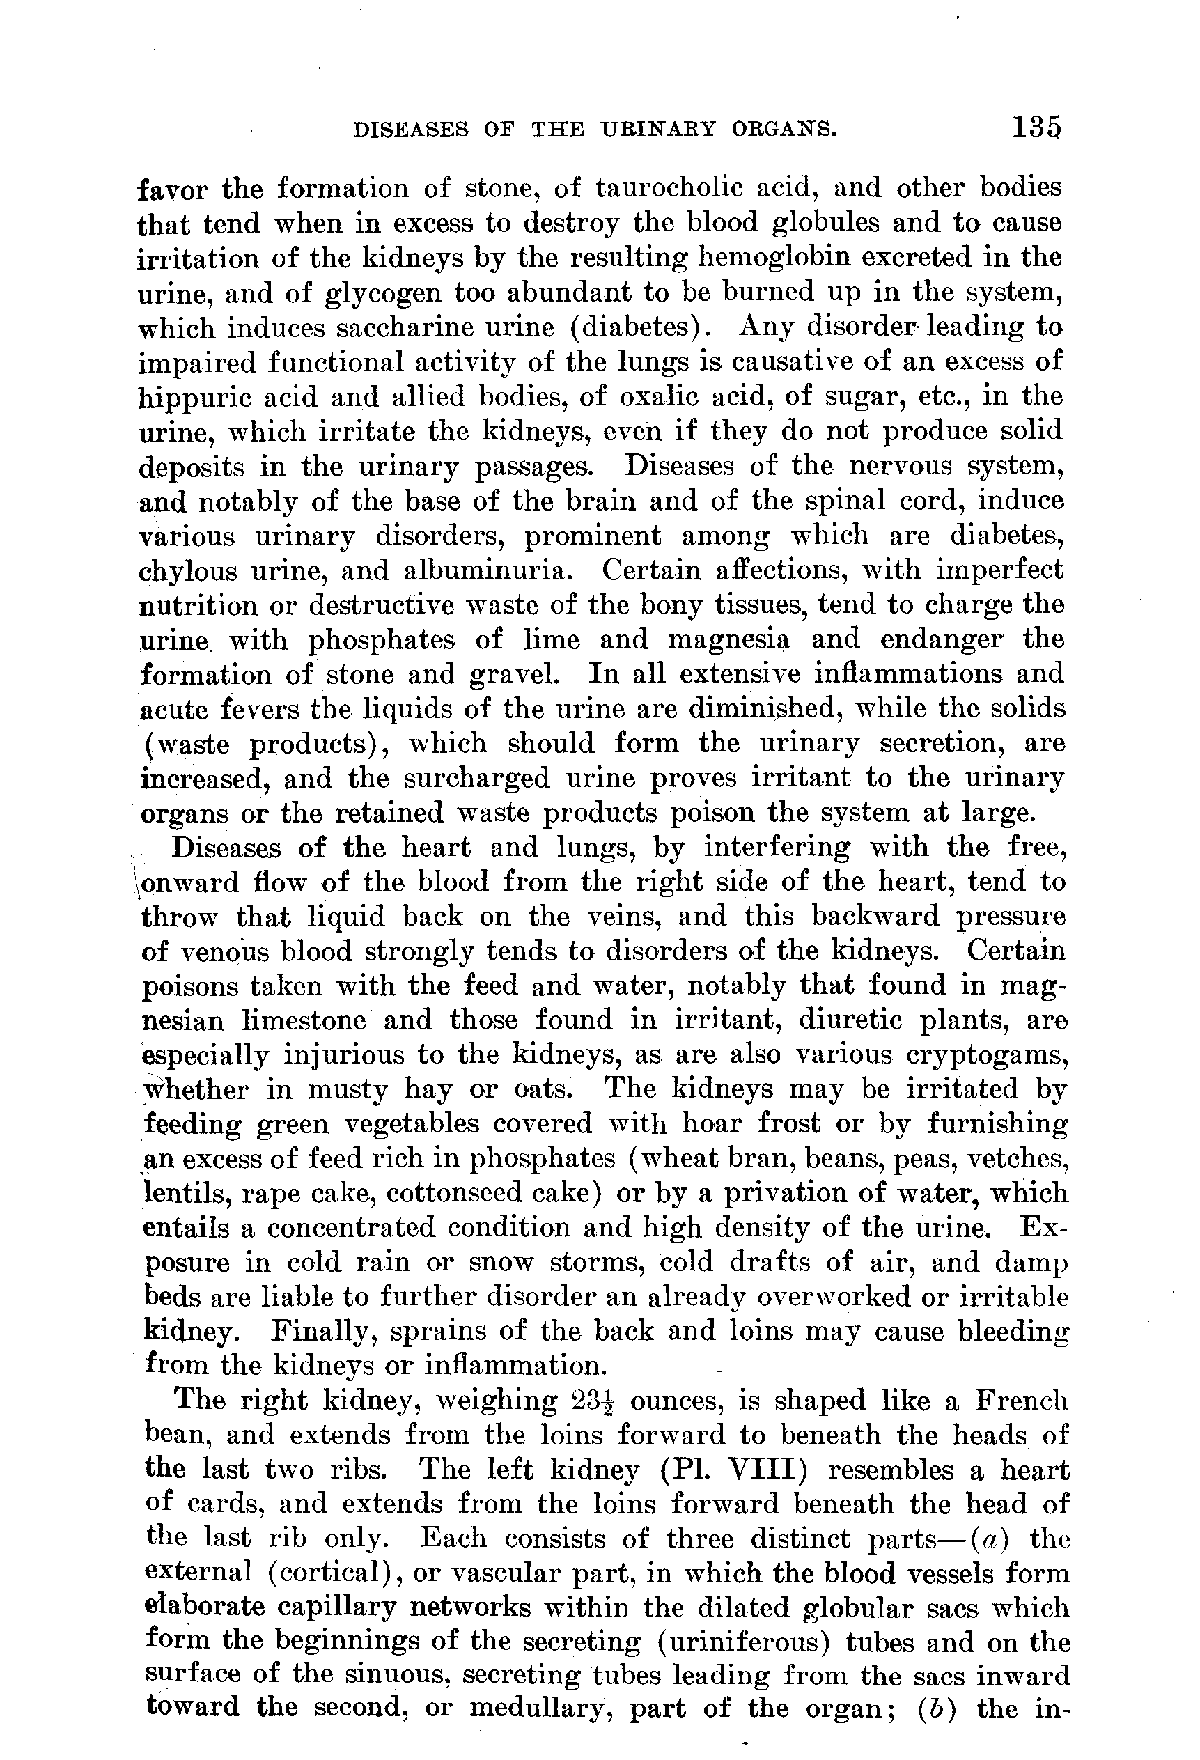 DISEASES OF THE URINARY ORGANS. 135
favor the formation of stone, of taurocholic acid, and other bodies
that tend when in excess to destroy the blood globules and to cause
irritation of the kidneys by the resulting hemoglobin excreted in the
urine, and of glycogen too abundant to be burned up in the system,
which induces saccharine urine (diabetes). Any disorder leading to
impaired functional activity of the lungs is causative of an excess of
hippuric acid and allied bodies, of oxalic acid, of sugar, etc., in the
urine, which irritate the kidneys, even if they do not produce solid
deposits in the urinary passages. Diseases of the nervous system,
and notably of the base of the brain and of the spinal cord, induce
various urinary disorders, prominent among which are diabetes,
chylous urine, and albuminuria. Certain affections, with imperfect
nutrition or destructive waste of the bony tissues, tend to charge the
urine with phosphates of lime and magnesia and endanger the
formation of stone and gravel. In all extensive inflammations and
acute fevers the liquids of the urine are diminished, while the solids
(waste products), which should form the urinary secretion, are
increased, and the surcharged urine proves irritant to the urinary
organs or the retained waste products poison the system at large.
Diseases of the heart and lungs, by interfering with the free,
onward flow of the blood from the right side of the heart, tend to
throw that liquid back on the veins, and this backward pressure
of venous blood strongly tends to disorders of the kidneys. Certain
poisons taken with the feed and water, notably that found in mag-
nesian limestone and those found in irritant, diuretic plants, are
especially injurious to the kidneys, as are also various cryptogams,
whether in musty hay or oats. The kidneys may be irritated by
feeding green vegetables covered with hoar frost or by furnishing
an excess of feed rich in phosphates (wheat bran, beans, peas, vetches,
lentils, rape cake, cottonseed cake) or by a privation of water, which
entails a concentrated condition and high density of the urine. Ex-
posure in cold rain or snow storms, cold drafts of air, and damp
beds are liable to further disorder an already overworked or irritable
kidney. Finally, sprains of the back and loins may cause bleeding
from the kidneys or inflammation.
The right kidney, weighing 23½ ounces, is shaped like a French
bean, and extends from the loins forward to beneath the heads of
the last two ribs. The left kidney (Pl. VIII) resembles a heart
of cards, and extends from the loins forward beneath the head of
the last rib only. Each consists of three distinct parts—(a) the
external (cortical), or vascular part, in which the blood vessels form
elaborate capillary networks within the dilated globular sacs which
form the beginnings of the secreting (uriniferous) tubes and on the
surface of the sinuous, secreting tubes leading from the sacs inward
toward the second, or medullary, part of the organ; (b) the in-